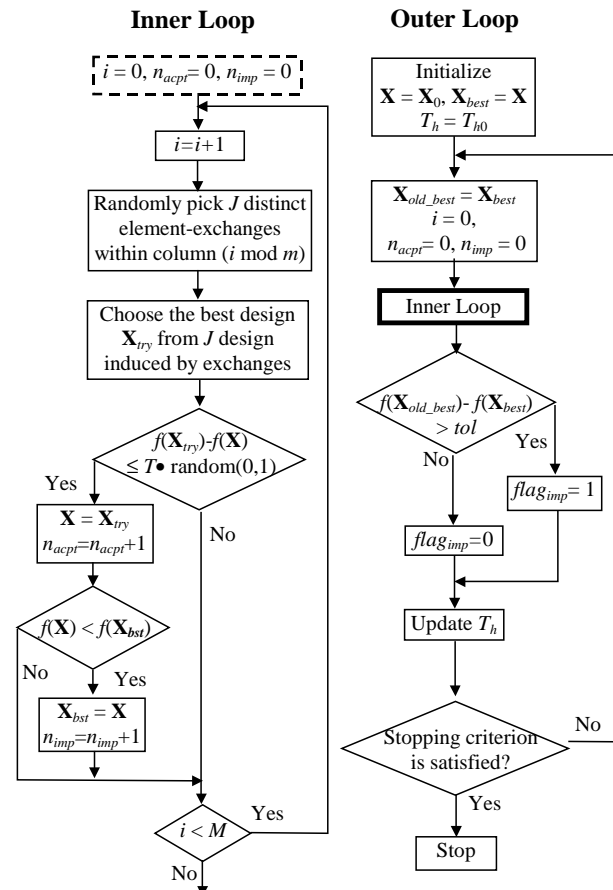 Inner Loop
i = 0, n_acpt= 0, n_imp = 0
i=i+1
Randomly pick J distinct
element-exchanges
within column (i mod m)
Choose the best design
X_try from J design
induced by exchanges
f(X_try)-f(X)
≤ T• random(0,1)
Yes
No
X = X_try
n_acpt=n_acpt+1
f(X) < f(X_bst)
No
Yes
X_bst = X
n_imp=n_imp+1
i < M
Yes
No
Outer Loop
Initialize
X = X_0, X_best = X
T_h = T_h0
X_old_best = X_best
i = 0,
n_acpt= 0, n_imp = 0
Inner Loop
f(X_old_best)- f(X_best)
> tol
No
Yes
flag_imp = 1
flag_imp=0
Update T_h
Stopping criterion
is satisfied?
No
Yes
Stop